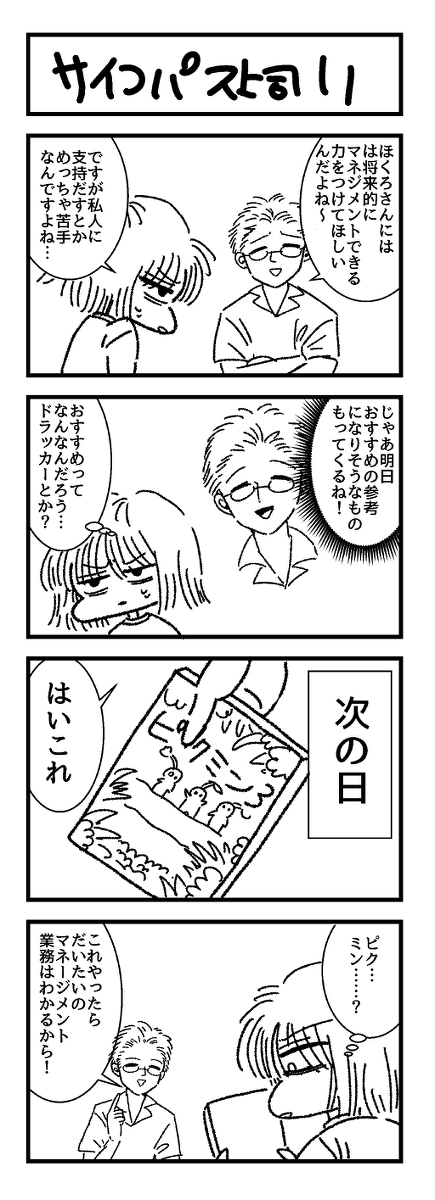 サイコパス上司11
ほくろさんには
は将来的に
マネジメントできる
力をつけてほしい
んだよね〜
ですが私人に
支持だすとか
めっちゃ苦手
なんですよね…
じゃあ明日
おすすめの参考
になりそうなもの
もってくるね！
おすすめって
なんなんだろう…
ドラッカーとか？
次の日
はいこれ
ピクミン
ピク…
ミン……？
これやったら
だいたいの
マネージメント
業務はわかるから！